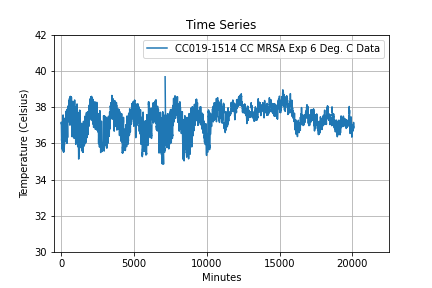 Time Series
CC019-1514 CC MRSA Exp 6 Deg. C Data
Temperature (Celsius)
42
40
38
36
34
32
30
0 5000 10000 15000 20000
Minutes